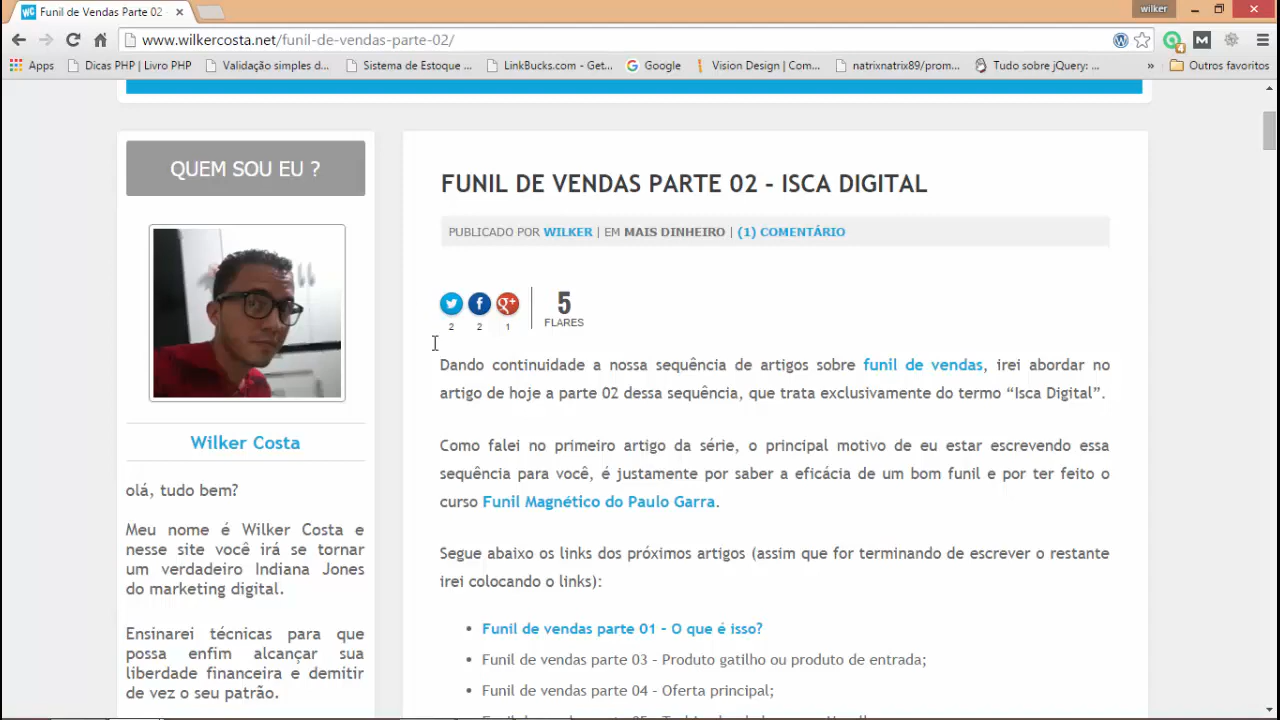 Funil de Vendas Parte 02 -
wilker
www.wilkercosta.net/funil-de-vendas-parte-02/
Apps
Dicas PHP | Livro PHP
Validação simples d...
Sistema de Estoque ...
LinkBucks.com - Get...
Google
Vision Design | Com...
natrixnatrix89/prom...
Tudo sobre jQuery: ...
»
Outros favoritos
QUEM SOU EU ?
Wilker Costa
olá, tudo bem?
Meu nome é Wilker Costa e
nesse site você irá se tornar
um verdadeiro Indiana Jones
do marketing digital.
Ensinarei técnicas para que
possa enfim alcançar sua
liberdade financeira e demitir
de vez o seu patrão.
FUNIL DE VENDAS PARTE 02 – ISCA DIGITAL
PUBLICADO POR WILKER | EM MAIS DINHEIRO | (1) COMENTÁRIO
2
2
1
5
FLARES
Dando continuidade a nossa sequência de artigos sobre funil de vendas, irei abordar no
artigo de hoje a parte 02 dessa sequência, que trata exclusivamente do termo “Isca Digital”.
Como falei no primeiro artigo da série, o principal motivo de eu estar escrevendo essa
sequência para você, é justamente por saber a eficácia de um bom funil e por ter feito o
curso Funil Magnético do Paulo Garra.
Segue abaixo os links dos próximos artigos (assim que for terminando de escrever o restante
irei colocando o links):
• Funil de vendas parte 01 – O que é isso?
• Funil de vendas parte 03 – Produto gatilho ou produto de entrada;
• Funil de vendas parte 04 – Oferta principal;